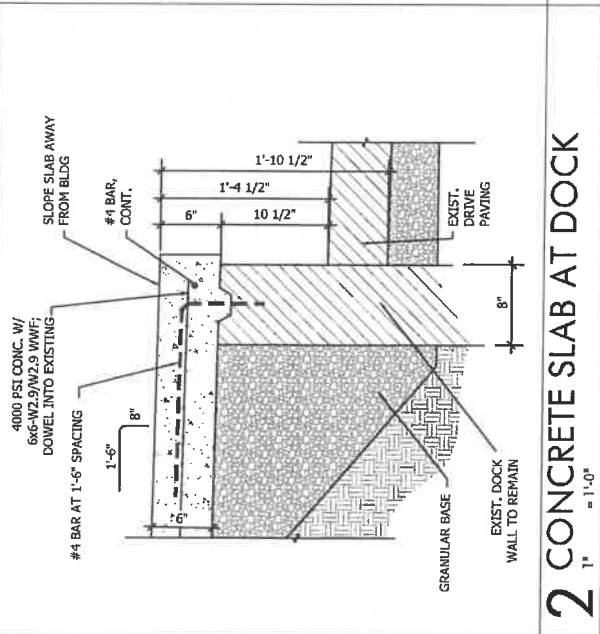 4000 PSI CONC. W/
6x6-W2.9/W2.9 WWF;
DOWEL INTO EXISTING
#4 BAR AT 1'-6" SPACING
1'-6"
8"
6"
SLOPE SLAB AWAY
FROM BLDG
#4 BAR,
CONT.
1'-10 1/2"
1'-4 1/2"
6"
10 1/2"
EXIST.
DRIVE
PAVING
8"
GRANULAR BASE
EXIST. DOCK
WALL TO REMAIN
2 CONCRETE SLAB AT DOCK
1" = 1'-0"